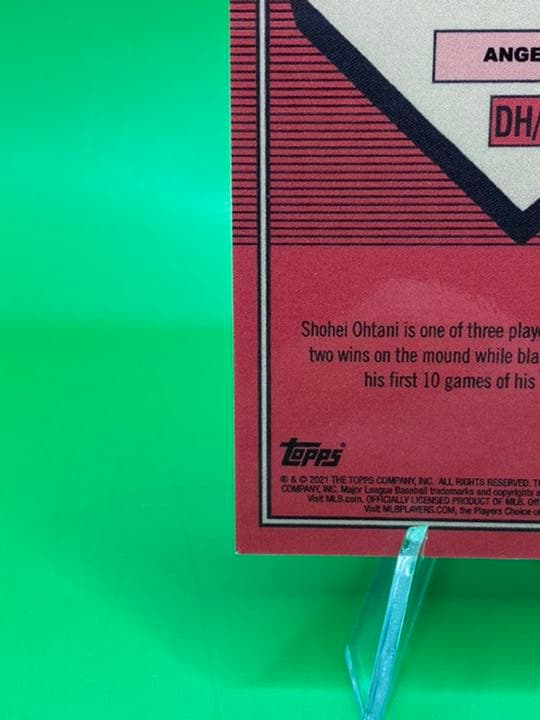 ANGE
DH/
Shohei Ohtani is one of three playe
two wins on the mound while bla
his first 10 games of his
topps®
® & © 2021 THE TOPPS COMPANY, INC. ALL RIGHTS RESERVED. T
COMPANY, INC. Major League Baseball trademarks and copyrights a
Visit MLB.com. OFFICIALLY LICENSED PRODUCT OF MLB. Off
Visit MLBPLAYERS.COM, the Players Choice o